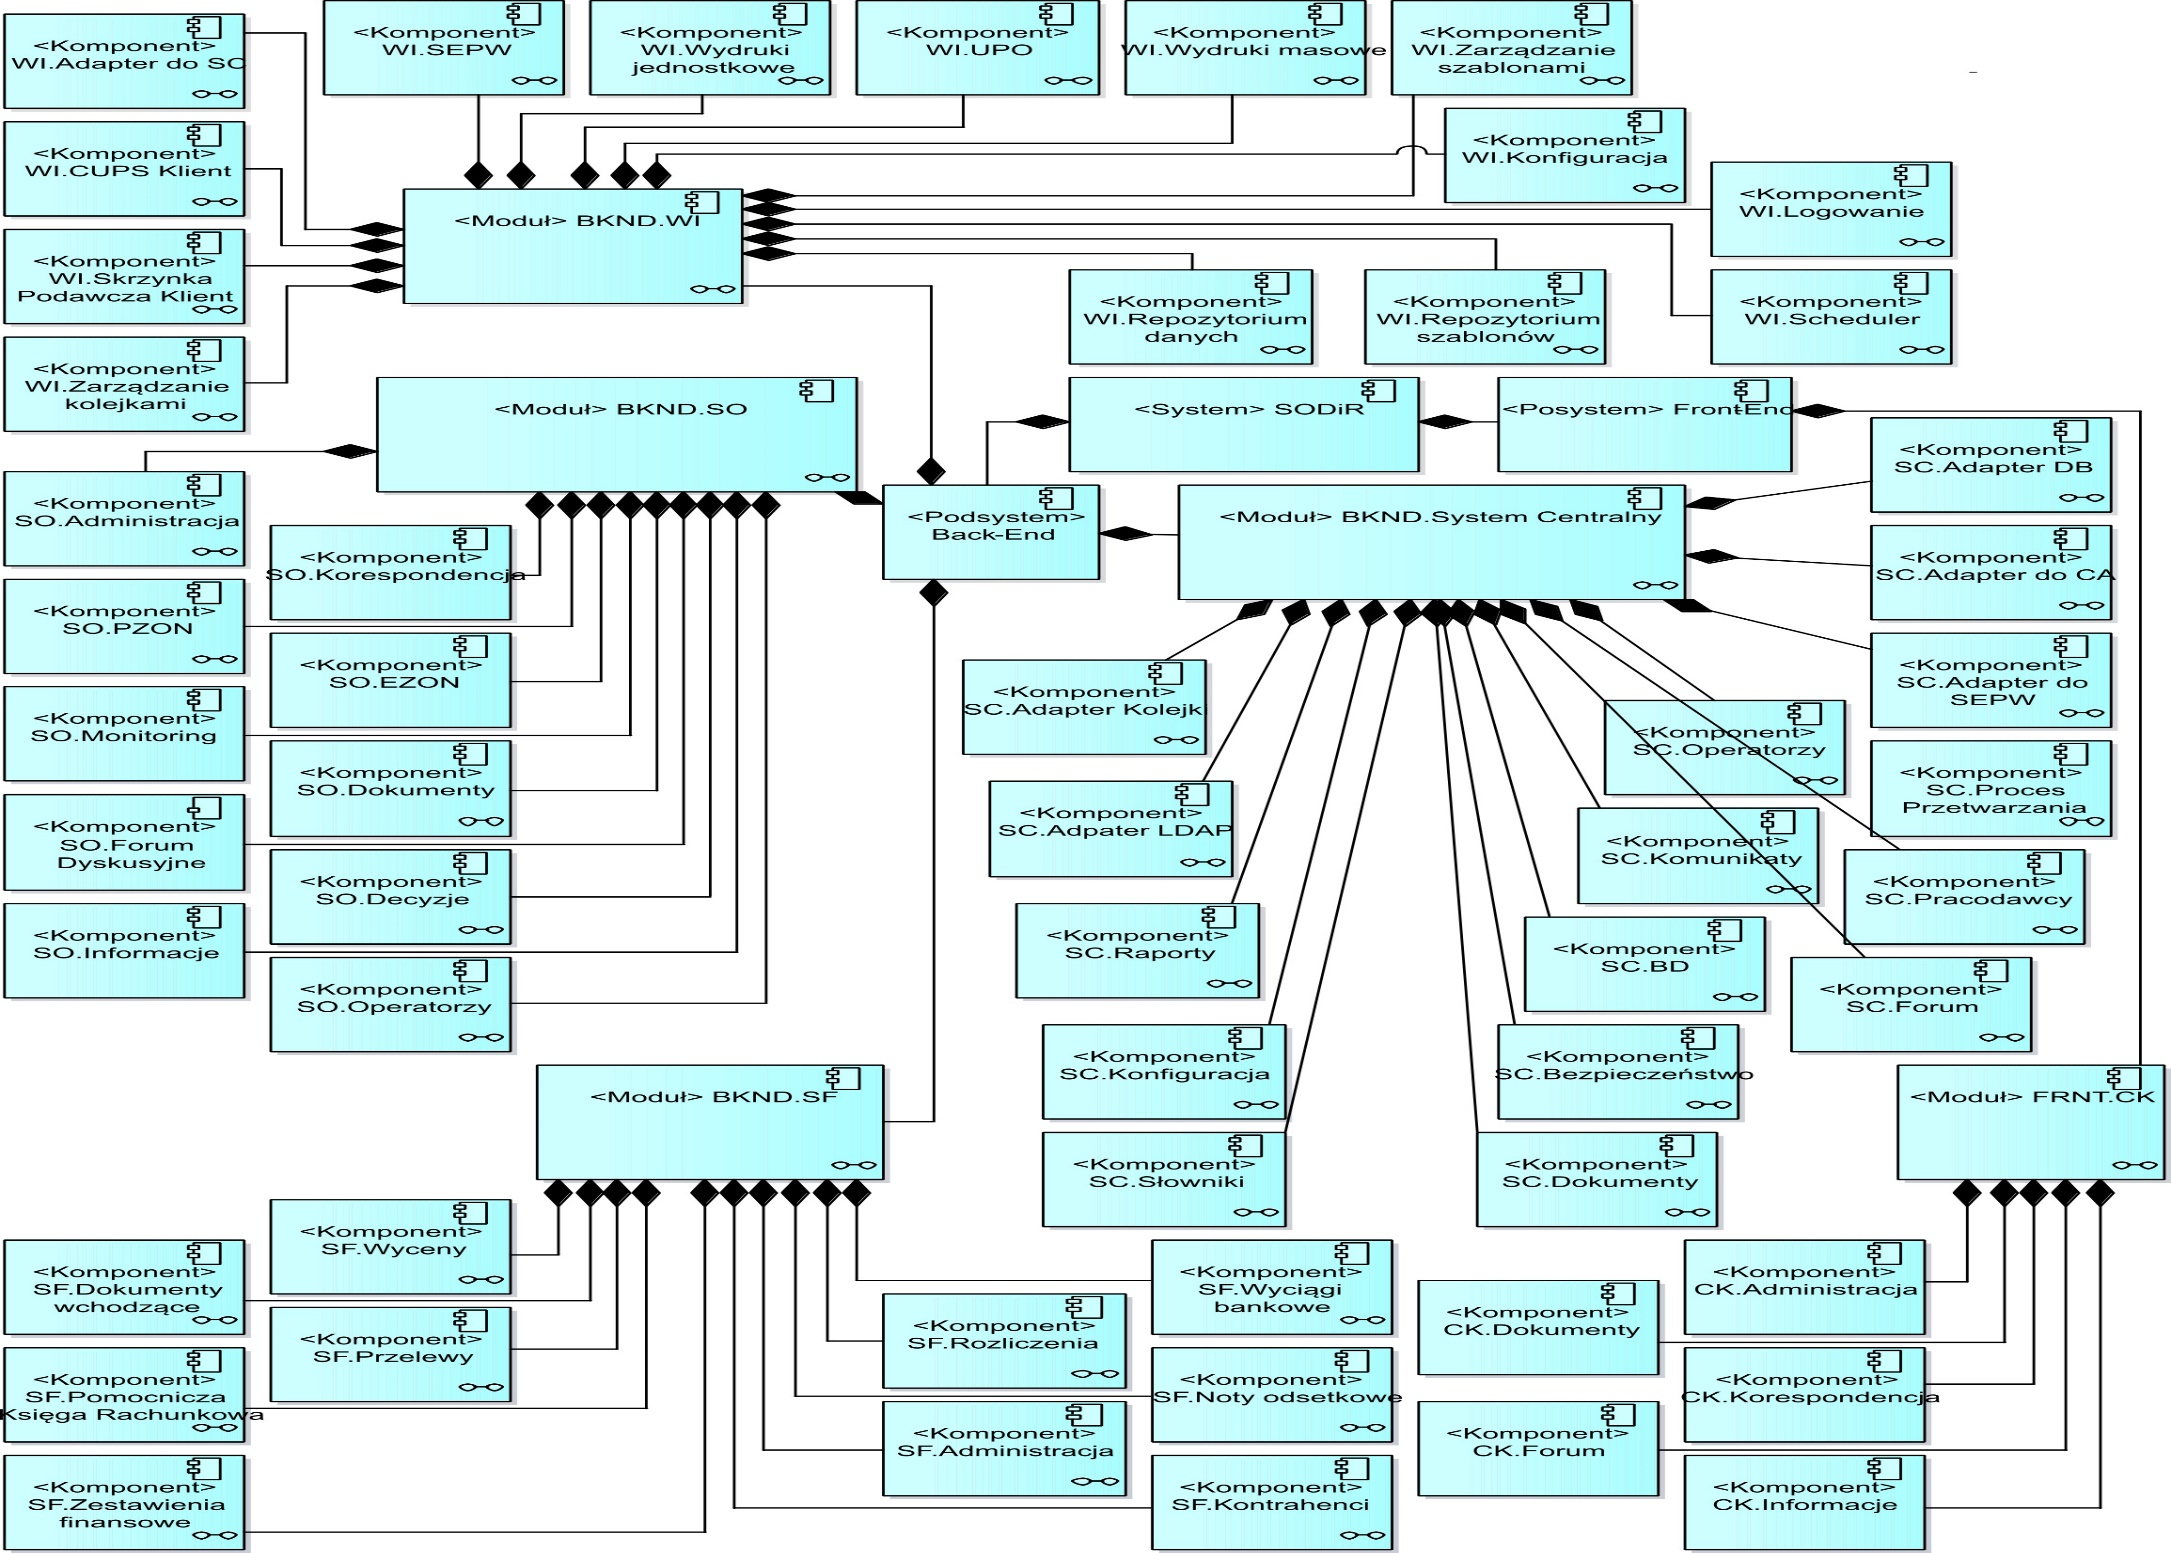 <Komponent>
WI.Adapter do SC
<Komponent>
WI.SEPW
<Komponent>
WI.Wydruki
jednostkowe
<Komponent>
WI.UPO
<Komponent>
WI.Wydruki masowe
<Komponent>
WI.Zarządzanie
szablonami
<Komponent>
WI.CUPS Klient
<Komponent>
WI.Konfiguracja
<Moduł> BKND.WI
<Komponent>
WI.Logowanie
<Komponent>
WI.Skrzynka
Podawcza Klient
<Komponent>
WI.Repozytorium
danych
<Komponent>
WI.Repozytorium
szablonów
<Komponent>
WI.Scheduler
<Komponent>
WI.Zarządzanie
kolejkami
<Moduł> BKND.SO
<System> SODiR
<Posystem> Front-End
<Komponent>
SC.Adapter DB
<Komponent>
SO.Administracja
<Podsystem>
Back-End
<Moduł> BKND.System Centralny
<Komponent>
SO.Korespondencja
<Komponent>
SC.Adapter do CA
<Komponent>
SO.PZON
<Komponent>
SO.EZON
<Komponent>
SC.Adapter Kolejki
<Komponent>
SC.Adapter do
SEPW
<Komponent>
SO.Monitoring
<Komponent>
SC.Operatorzy
<Komponent>
SO.Dokumenty
<Komponent>
SC.Adpater LDAP
<Komponent>
SC.Proces
Przetwarzania
<Komponent>
SO.Forum
Dyskusyjne
<Komponent>
SC.Komunikaty
<Komponent>
SO.Decyzje
<Komponent>
SC.Pracodawcy
<Komponent>
SO.Informacje
<Komponent>
SC.Raporty
<Komponent>
SC.BD
<Komponent>
SO.Operatorzy
<Komponent>
SC.Forum
<Komponent>
SC.Konfiguracja
<Komponent>
SC.Bezpieczeństwo
<Moduł> BKND.SF
<Moduł> FRNT.CK
<Komponent>
SC.Słowniki
<Komponent>
SC.Dokumenty
<Komponent>
SF.Wyceny
<Komponent>
SF.Dokumenty
wchodzące
<Komponent>
SF.Wyciągi
bankowe
<Komponent>
CK.Administracja
<Komponent>
SF.Przelewy
<Komponent>
SF.Rozliczenia
<Komponent>
CK.Dokumenty
<Komponent>
SF.Pomocnicza
Księga Rachunkowa
<Komponent>
SF.Noty odsetkowe
<Komponent>
CK.Korespondencja
<Komponent>
SF.Administracja
<Komponent>
CK.Forum
<Komponent>
SF.Zestawienia
finansowe
<Komponent>
SF.Kontrahenci
<Komponent>
CK.Informacje